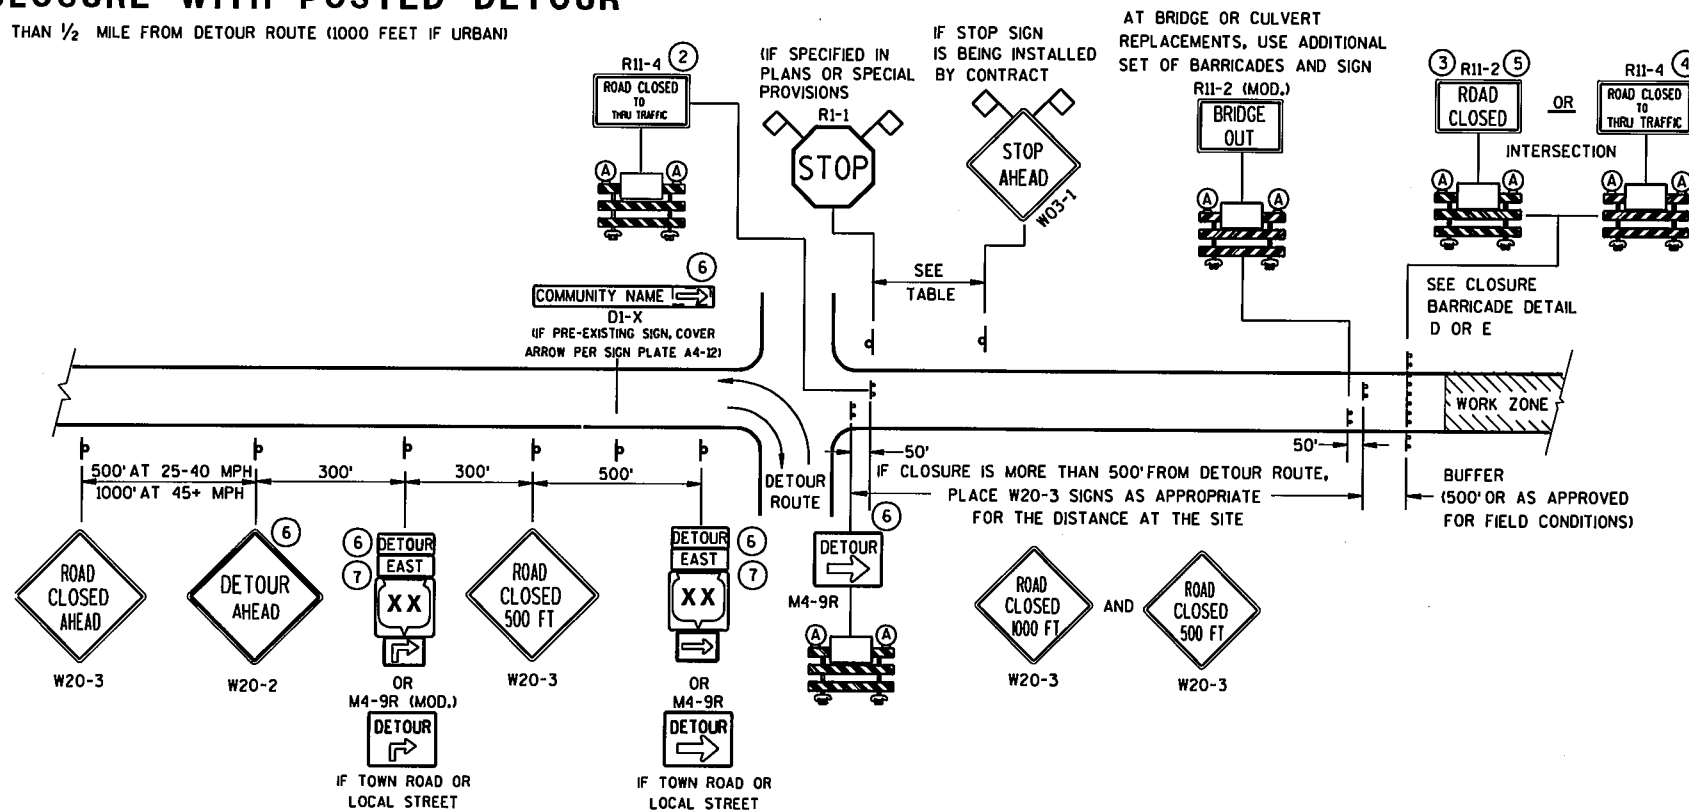 CLOSURE WITH POSTED DETOUR
THAN 1/2 MILE FROM DETOUR ROUTE (1000 FEET IF URBAN)
R11-4 2
ROAD CLOSED
TO
THRU TRAFFIC
A A
(IF SPECIFIED IN
PLANS OR SPECIAL
PROVISIONS
R1-1
STOP
IF STOP SIGN
IS BEING INSTALLED
BY CONTRACT
STOP
AHEAD
W03-1
AT BRIDGE OR CULVERT
REPLACEMENTS, USE ADDITIONAL
SET OF BARRICADES AND SIGN
R11-2 (MOD.)
BRIDGE
OUT
A A
3 R11-2 5
ROAD
CLOSED
OR
R11-4 4
ROAD CLOSED
TO
THRU TRAFFIC
INTERSECTION
A A
A A
SEE
TABLE
SEE CLOSURE
BARRICADE DETAIL
D OR E
6
COMMUNITY NAME
D1-X
(IF PRE-EXISTING SIGN, COVER
ARROW PER SIGN PLATE A4-12)
WORK ZONE
500' AT 25-40 MPH
1000' AT 45+ MPH
300'
300'
500'
DETOUR
ROUTE
50'
50'
IF CLOSURE IS MORE THAN 500' FROM DETOUR ROUTE,
PLACE W20-3 SIGNS AS APPROPRIATE
FOR THE DISTANCE AT THE SITE
BUFFER
(500' OR AS APPROVED
FOR FIELD CONDITIONS)
ROAD
CLOSED
AHEAD
W20-3
6
DETOUR
AHEAD
W20-2
6 DETOUR
7 EAST
XX
OR
M4-9R (MOD.)
DETOUR
IF TOWN ROAD OR
LOCAL STREET
ROAD
CLOSED
500 FT
W20-3
DETOUR 6
EAST 7
XX
OR
M4-9R
DETOUR
IF TOWN ROAD OR
LOCAL STREET
6
DETOUR
M4-9R
A A
ROAD
CLOSED
1000 FT
W20-3
AND
ROAD
CLOSED
500 FT
W20-3